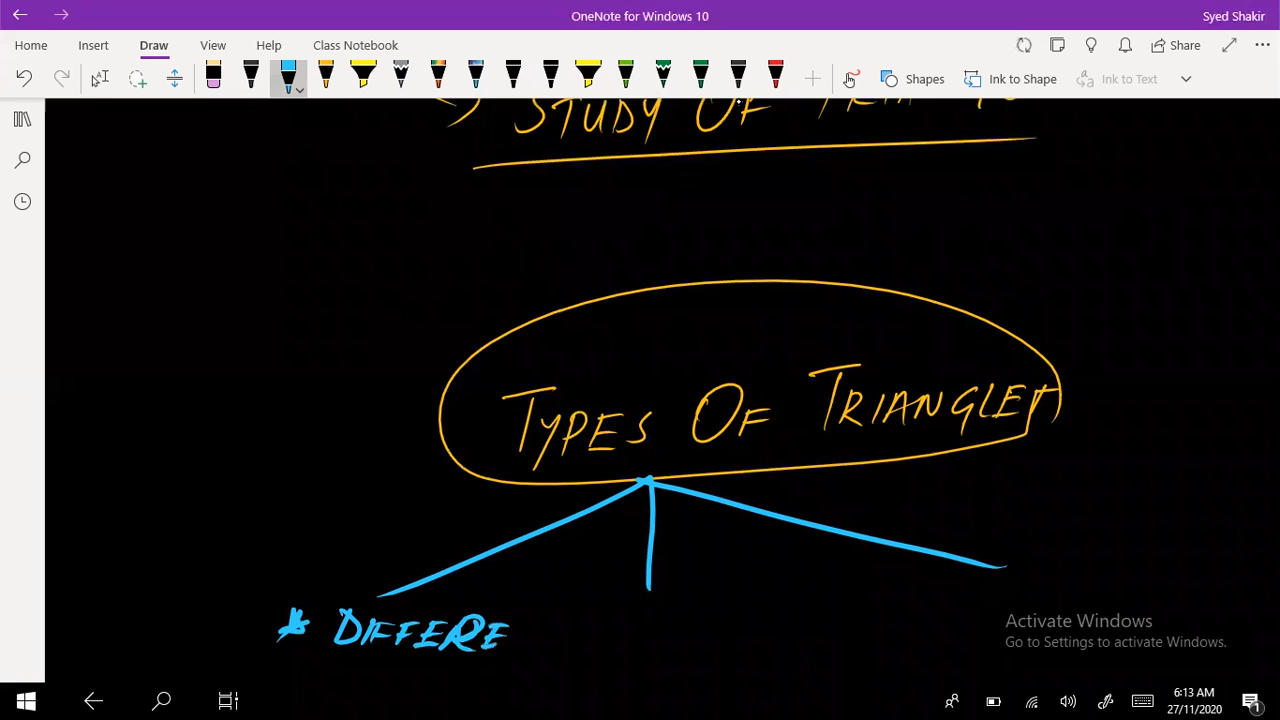 OneNote for Windows 10
Syed Shakir
Home Insert Draw View Help Class Notebook
Share
Shapes Ink to Shape Ink to Text
STUDY OF
TYPES OF TRIANGLES
* DIFFERE
Activate Windows
Go to Settings to activate Windows.
6:13 AM
27/11/2020
1